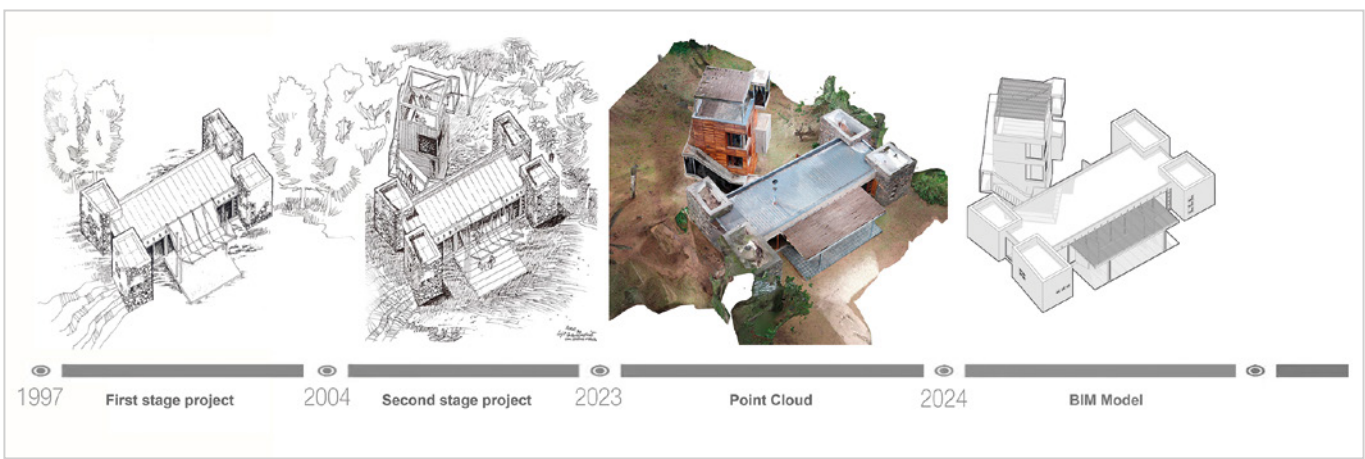 1997
First stage project
2004
Second stage project
2023
Point Cloud
2024
BIM Model